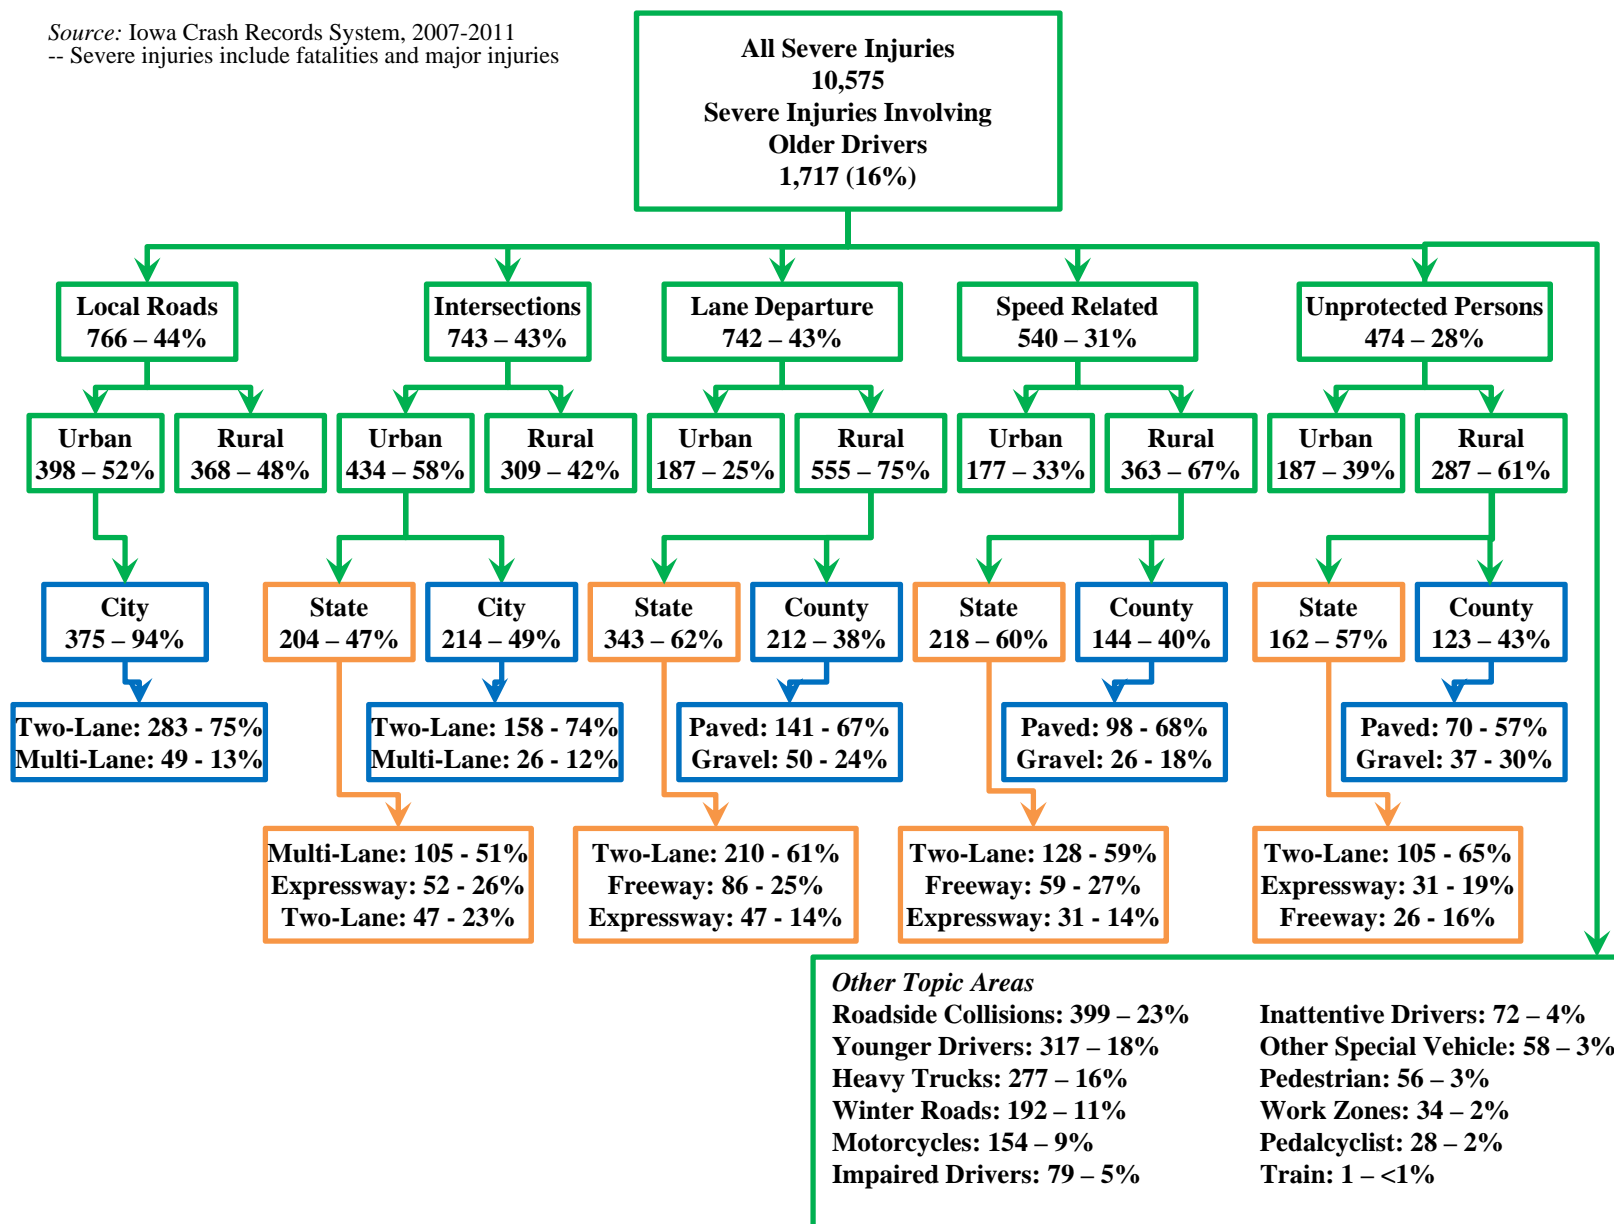 Source: Iowa Crash Records System, 2007-2011
-- Severe injuries include fatalities and major injuries
All Severe Injuries
10,575
Severe Injuries Involving
Older Drivers
1,717 (16%)
Local Roads
766 – 44%
Intersections
743 – 43%
Lane Departure
742 – 43%
Speed Related
540 – 31%
Unprotected Persons
474 – 28%
Urban
398 – 52%
Rural
368 – 48%
Urban
434 – 58%
Rural
309 – 42%
Urban
187 – 25%
Rural
555 – 75%
Urban
177 – 33%
Rural
363 – 67%
Urban
187 – 39%
Rural
287 – 61%
City
375 – 94%
State
204 – 47%
City
214 – 49%
State
343 – 62%
County
212 – 38%
State
218 – 60%
County
144 – 40%
State
162 – 57%
County
123 – 43%
Two-Lane: 283 - 75%
Multi-Lane: 49 - 13%
Two-Lane: 158 - 74%
Multi-Lane: 26 - 12%
Paved: 141 - 67%
Gravel: 50 - 24%
Paved: 98 - 68%
Gravel: 26 - 18%
Paved: 70 - 57%
Gravel: 37 - 30%
Multi-Lane: 105 - 51%
Expressway: 52 - 26%
Two-Lane: 47 - 23%
Two-Lane: 210 - 61%
Freeway: 86 - 25%
Expressway: 47 - 14%
Two-Lane: 128 - 59%
Freeway: 59 - 27%
Expressway: 31 - 14%
Two-Lane: 105 - 65%
Expressway: 31 - 19%
Freeway: 26 - 16%
Other Topic Areas
Roadside Collisions: 399 – 23%
Younger Drivers: 317 – 18%
Heavy Trucks: 277 – 16%
Winter Roads: 192 – 11%
Motorcycles: 154 – 9%
Impaired Drivers: 79 – 5%
Inattentive Drivers: 72 – 4%
Other Special Vehicle: 58 – 3%
Pedestrian: 56 – 3%
Work Zones: 34 – 2%
Pedalcyclist: 28 – 2%
Train: 1 – <1%